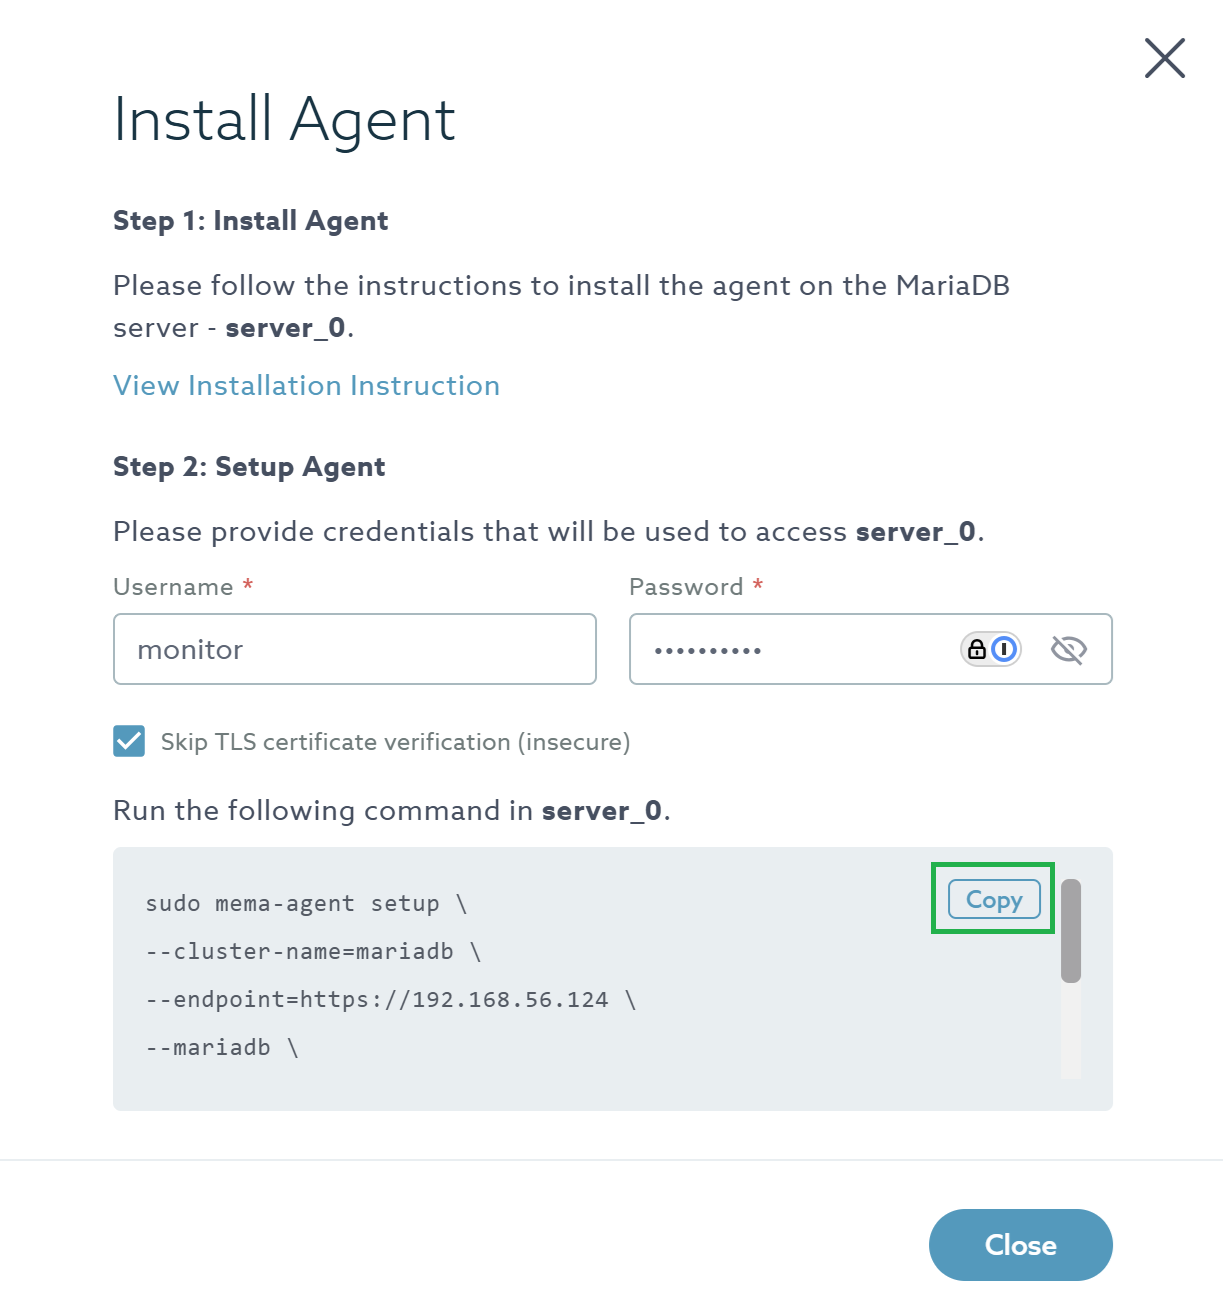 Install Agent
Step 1: Install Agent
Please follow the instructions to install the agent on the MariaDB
server - server_0.
View Installation Instruction
Step 2: Setup Agent
Please provide credentials that will be used to access server_0.
Username * Password *
monitor ••••••••••
Skip TLS certificate verification (insecure)
Run the following command in server_0.
Copy
sudo mema-agent setup \
--cluster-name=mariadb \
--endpoint=https://192.168.56.124 \
--mariadb \
Close